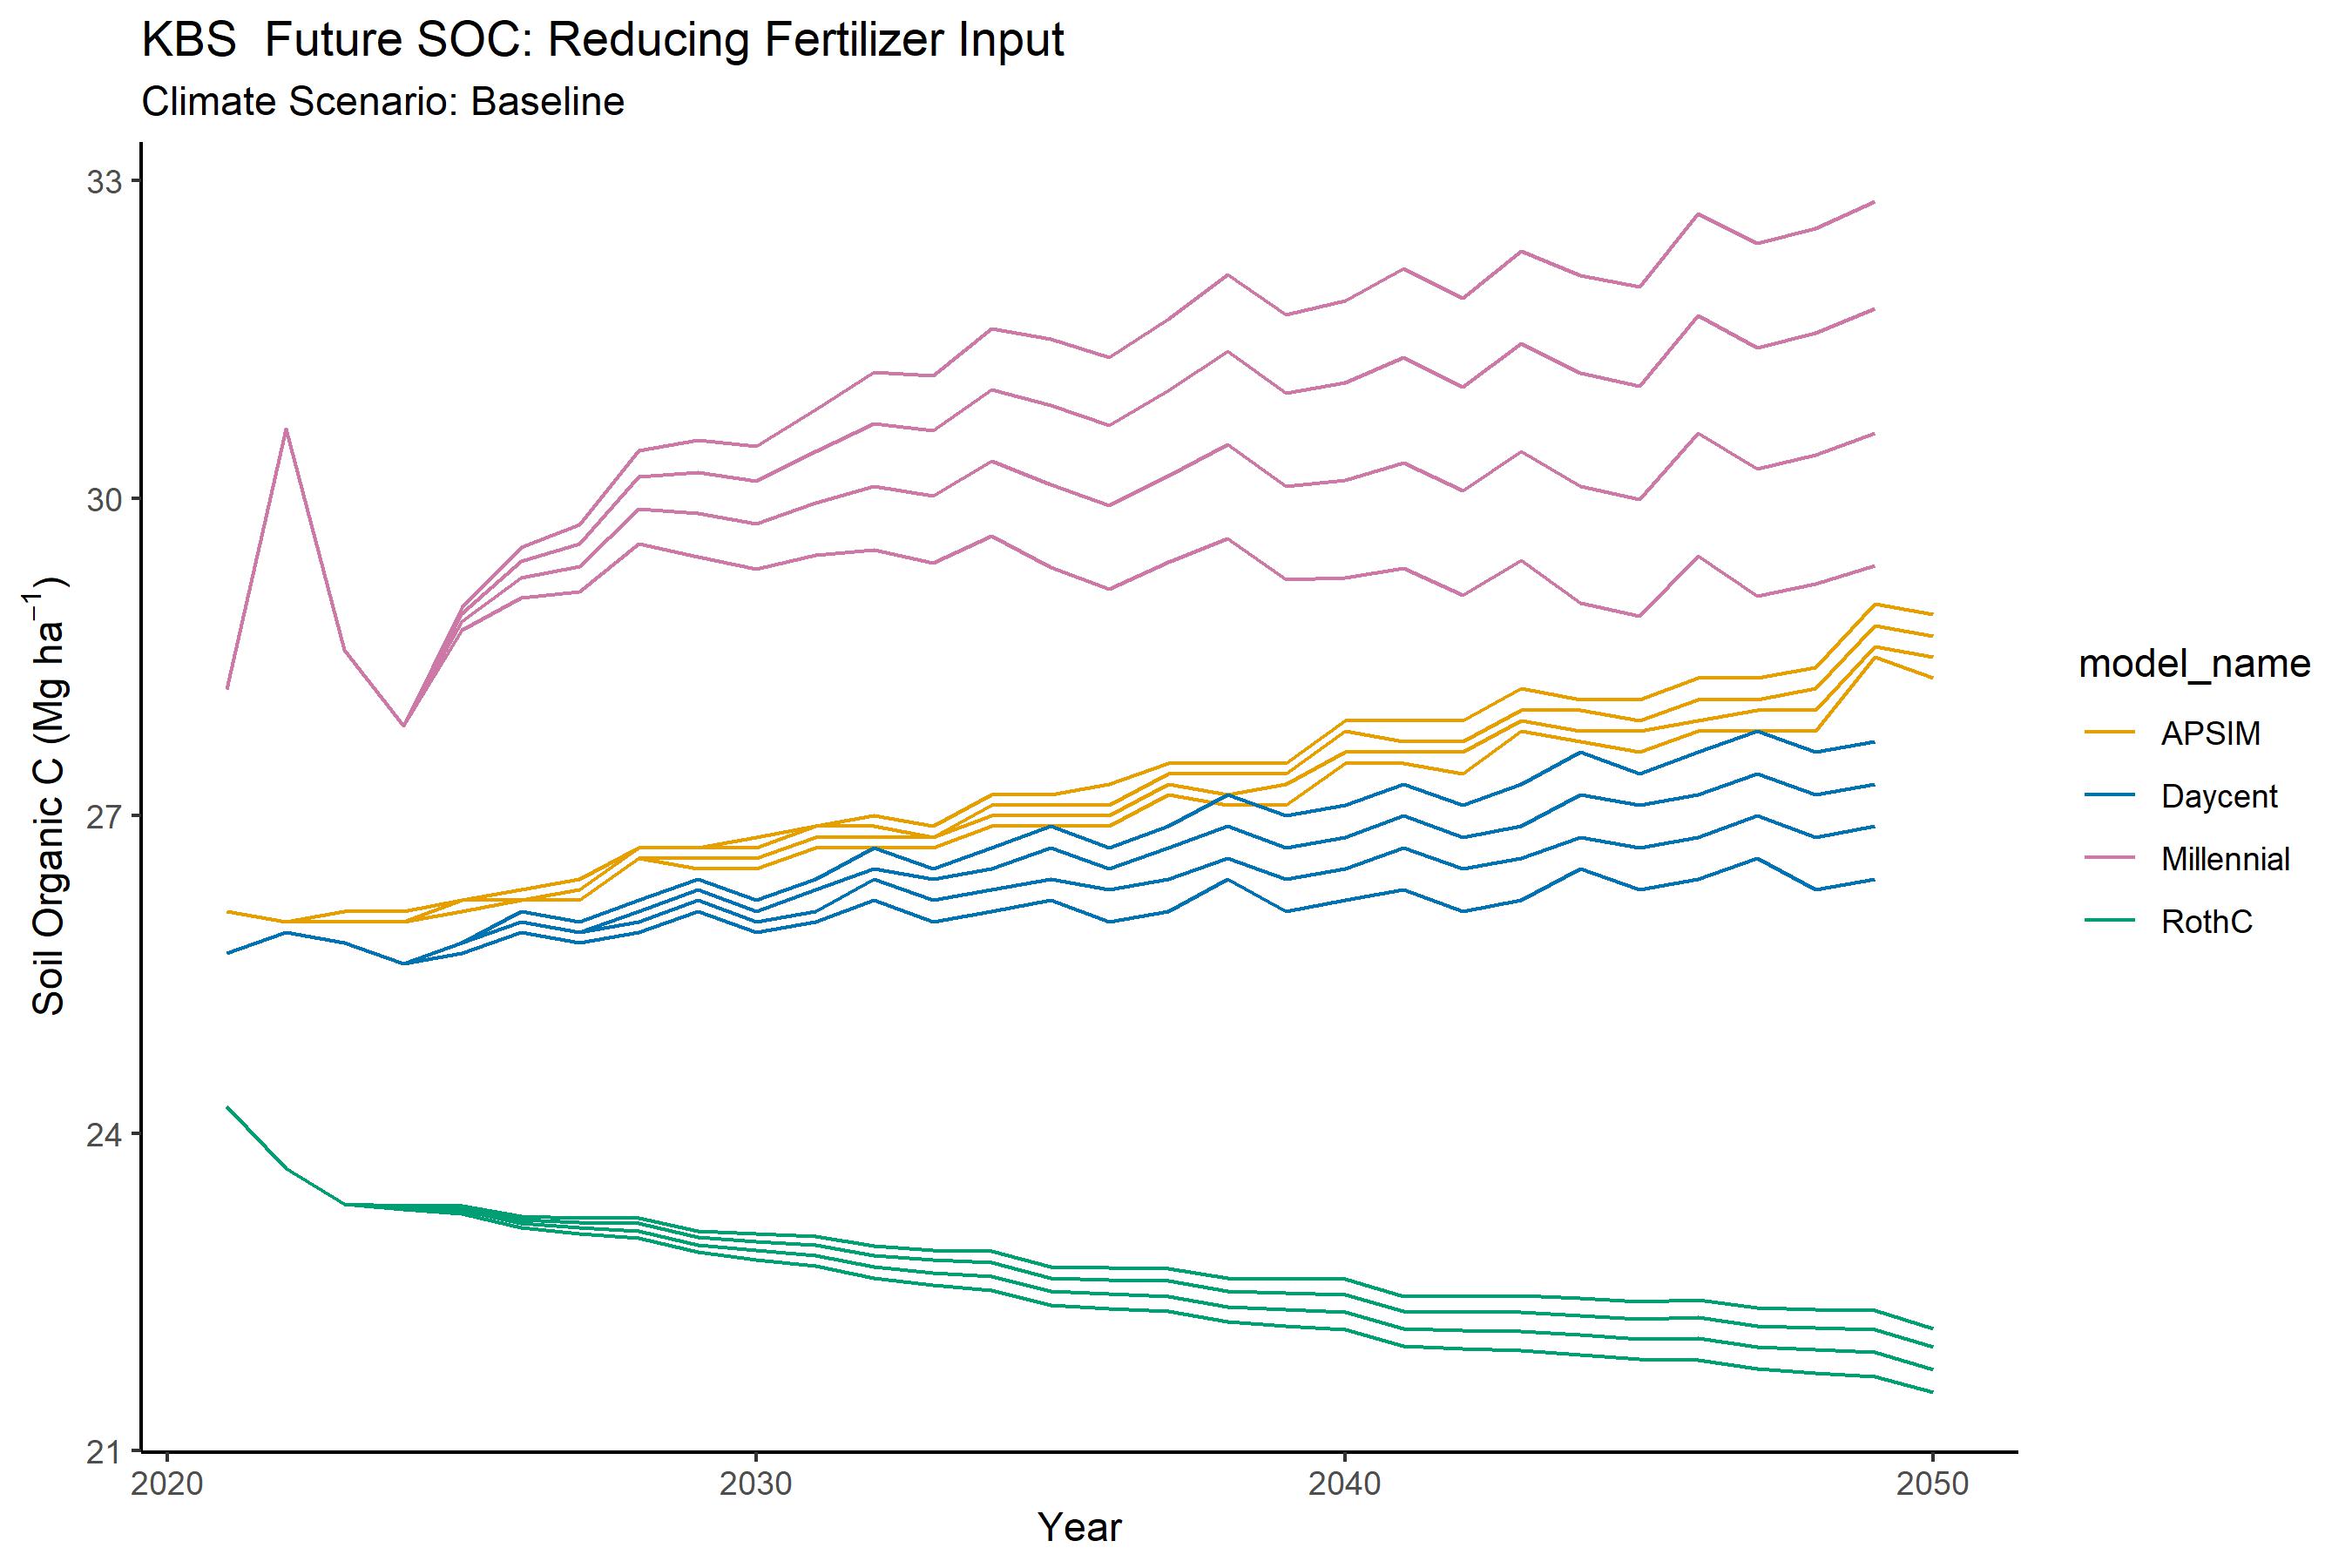 KBS  Future SOC: Reducing Fertilizer Input
Climate Scenario: Baseline
Soil Organic C (Mg ha⁻¹)
33
30
27
24
21
2020 2030 2040 2050
Year
model_name
APSIM
Daycent
Millennial
RothC